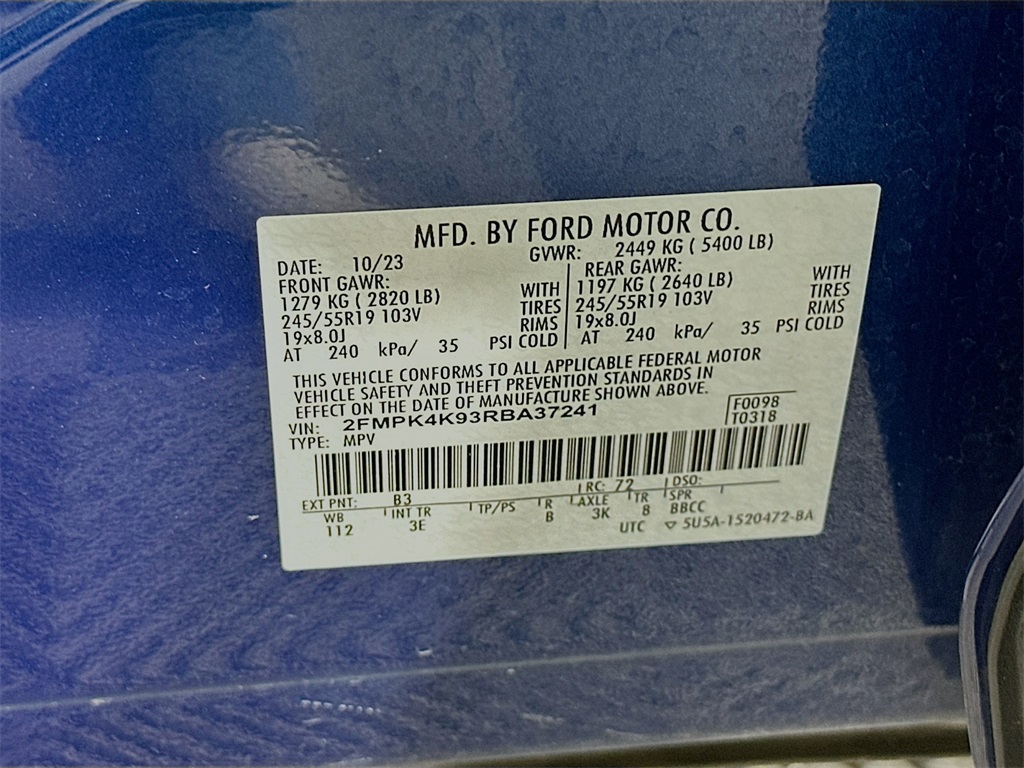 MFD. BY FORD MOTOR CO.
DATE: 10/23 GVWR: 2449 KG ( 5400 LB)
FRONT GAWR: REAR GAWR:
1279 KG ( 2820 LB) WITH 1197 KG ( 2640 LB) WITH
245/55R19 103V TIRES 245/55R19 103V TIRES
19x8.0J RIMS 19x8.0J RIMS
AT 240 kPa/ 35 PSI COLD AT 240 kPa/ 35 PSI COLD
THIS VEHICLE CONFORMS TO ALL APPLICABLE FEDERAL MOTOR
VEHICLE SAFETY AND THEFT PREVENTION STANDARDS IN
EFFECT ON THE DATE OF MANUFACTURE SHOWN ABOVE.
VIN: 2FMPK4K93RBA37241 F0098
TYPE: MPV T0318
EXT PNT: B3 RC: 72 DSO:
WB INT TR TP/PS R AXLE TR SPR
112 3E B 3K 8 BBCC
UTC ▽ 5U5A-1520472-BA